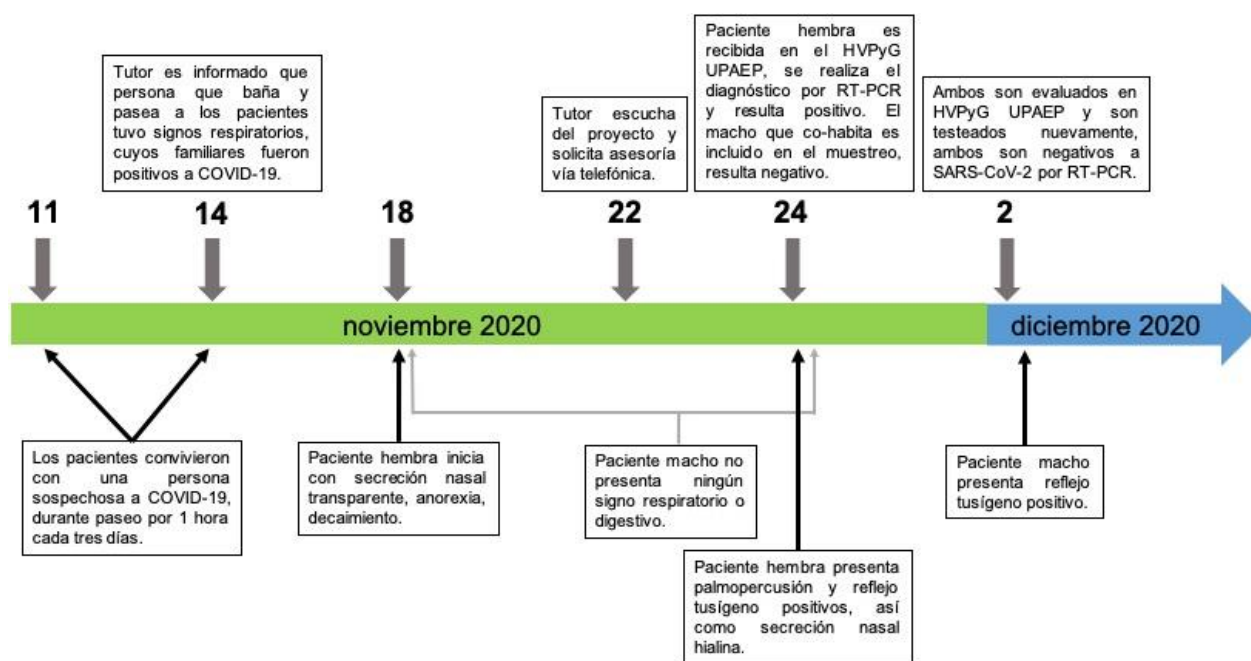 Tutor es informado que
persona que baña y
pasea a los pacientes
tuvo signos respiratorios,
cuyos familiares fueron
positivos a COVID-19.
Tutor escucha
del proyecto y
solicita asesoría
vía telefónica.
Paciente hembra es
recibida en el HVPyG
UPAEP, se realiza el
diagnóstico por RT-PCR
y resulta positivo. El
macho que co-habita es
incluido en el muestreo,
resulta negativo.
Ambos son evaluados en
HVPyG UPAEP y son
testeados nuevamente,
ambos son negativos a
SARS-CoV-2 por RT-PCR.
11
14
18
22
24
2
noviembre 2020
diciembre 2020
Los pacientes convivieron
con una persona
sospechosa a COVID-19,
durante paseo por 1 hora
cada tres días.
Paciente hembra inicia
con secreción nasal
transparente, anorexia,
decaimiento.
Paciente macho no
presenta ningún
signo respiratorio o
digestivo.
Paciente hembra presenta
palmopercusión y reflejo
tusígeno positivos, así
como secreción nasal
hialina.
Paciente macho
presenta reflejo
tusígeno positivo.